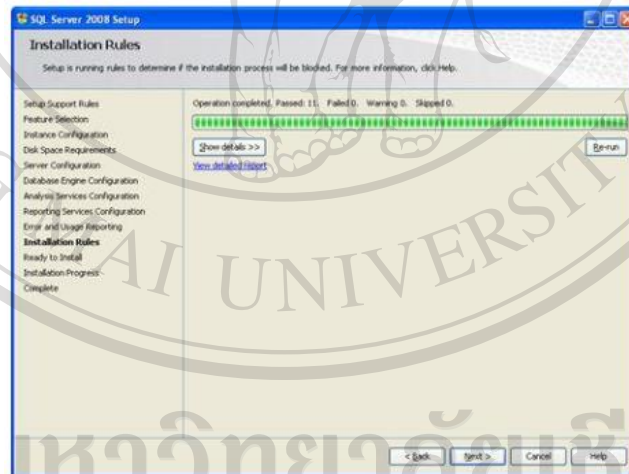 SQL Server 2008 Setup
Installation Rules
Setup is running rules to determine if the installation process will be blocked. For more information, click Help.
Setup Support Rules
Feature Selection
Instance Configuration
Disk Space Requirements
Server Configuration
Database Engine Configuration
Analysis Services Configuration
Reporting Services Configuration
Error and Usage Reporting
Installation Rules
Ready to Install
Installation Progress
Complete
Operation completed. Passed: 11. Failed 0. Warning 0. Skipped 0.
Show details >>
Re-run
View detailed report
< Back
Next >
Cancel
Help
MAI UNIVERSIT